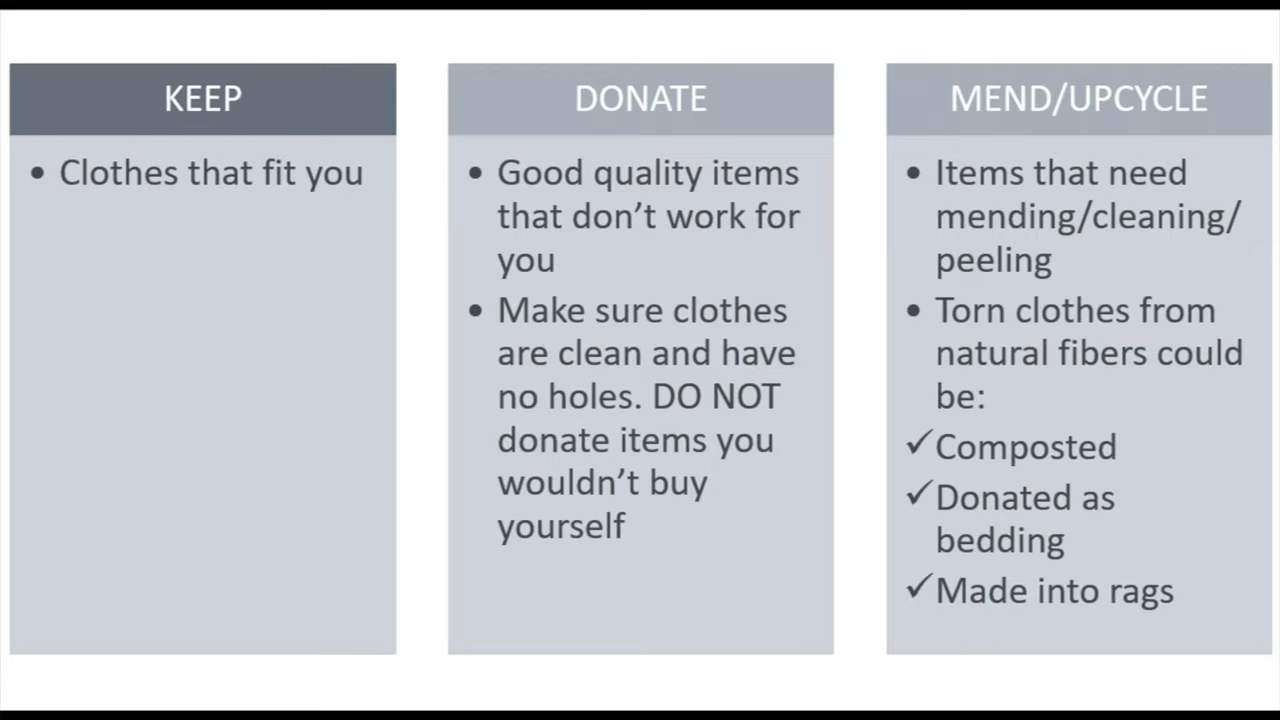 KEEP
• Clothes that fit you
DONATE
• Good quality items
that don’t work for
you
• Make sure clothes
are clean and have
no holes. DO NOT
donate items you
wouldn’t buy
yourself
MEND/UPCYCLE
• Items that need
mending/cleaning/
peeling
• Torn clothes from
natural fibers could
be:
✓Composted
✓Donated as
bedding
✓Made into rags